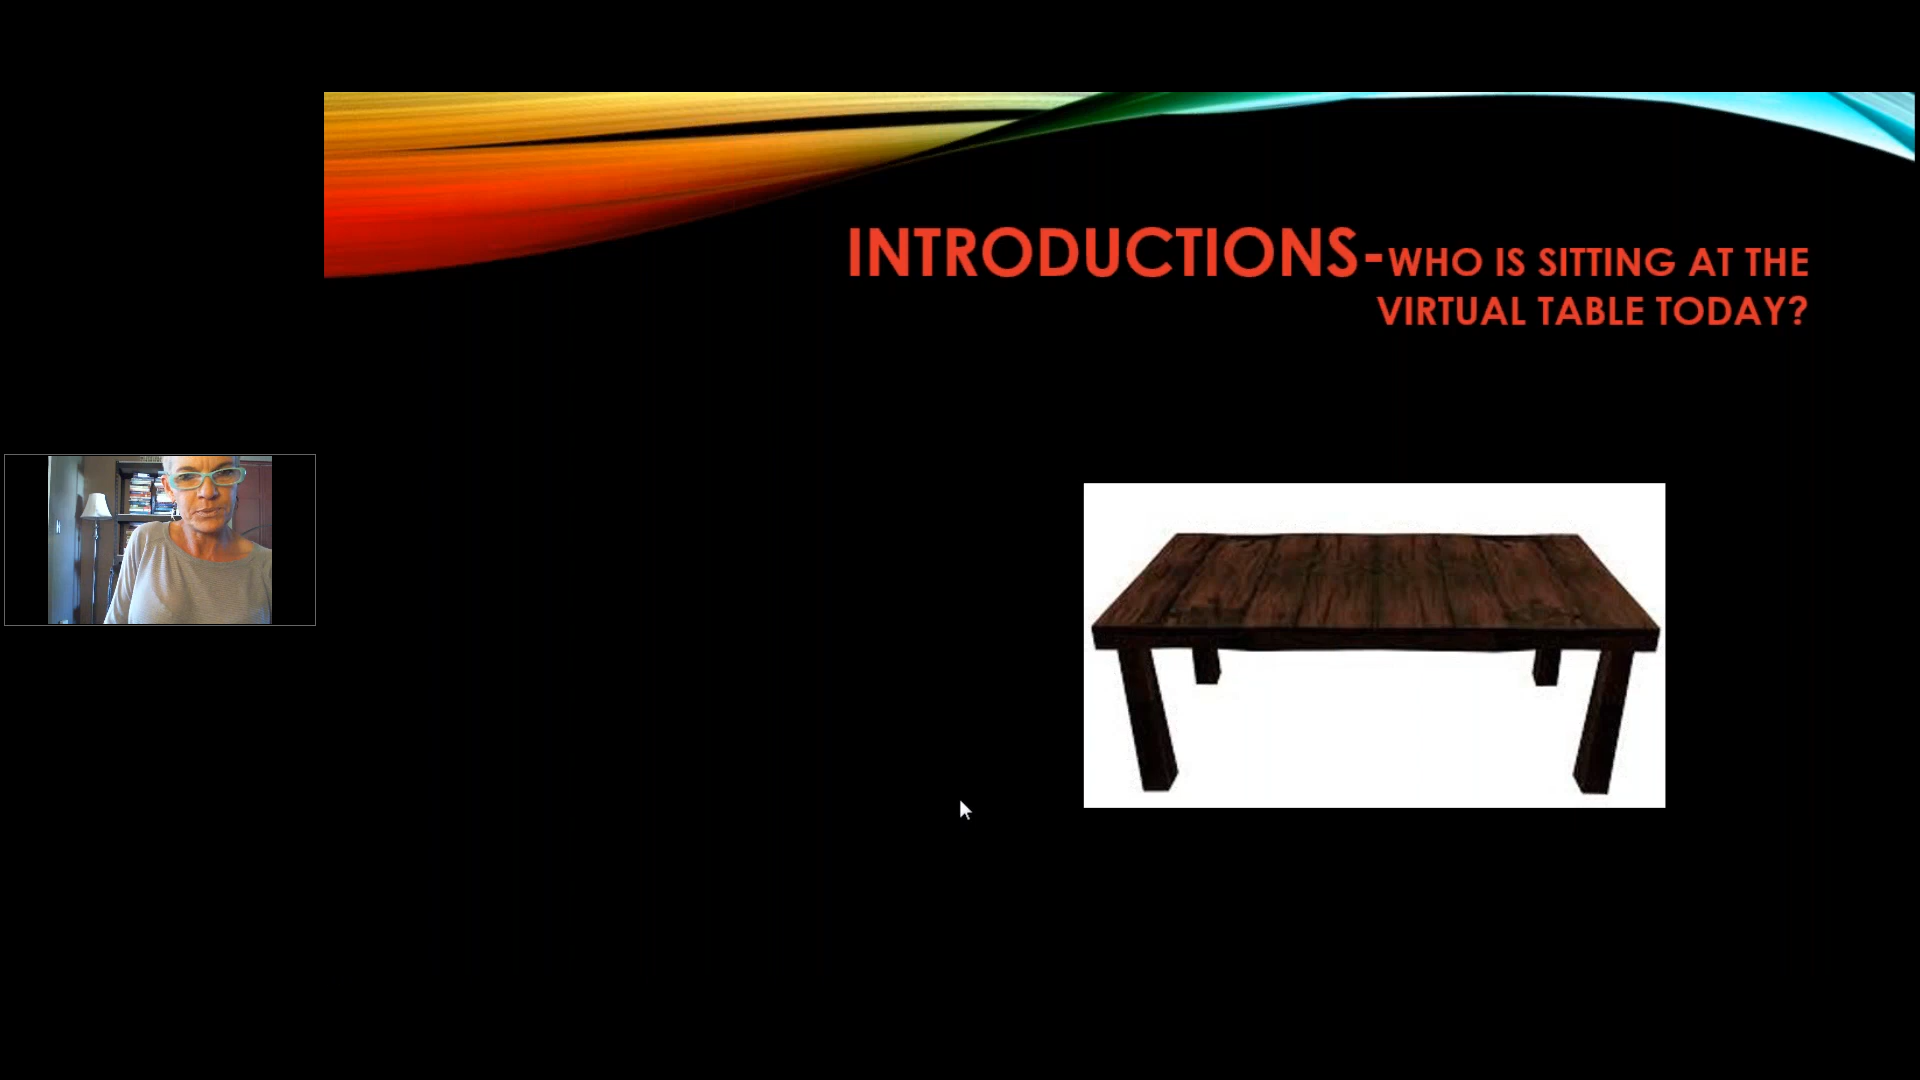 INTRODUCTIONS-WHO IS SITTING AT THE
VIRTUAL TABLE TODAY?